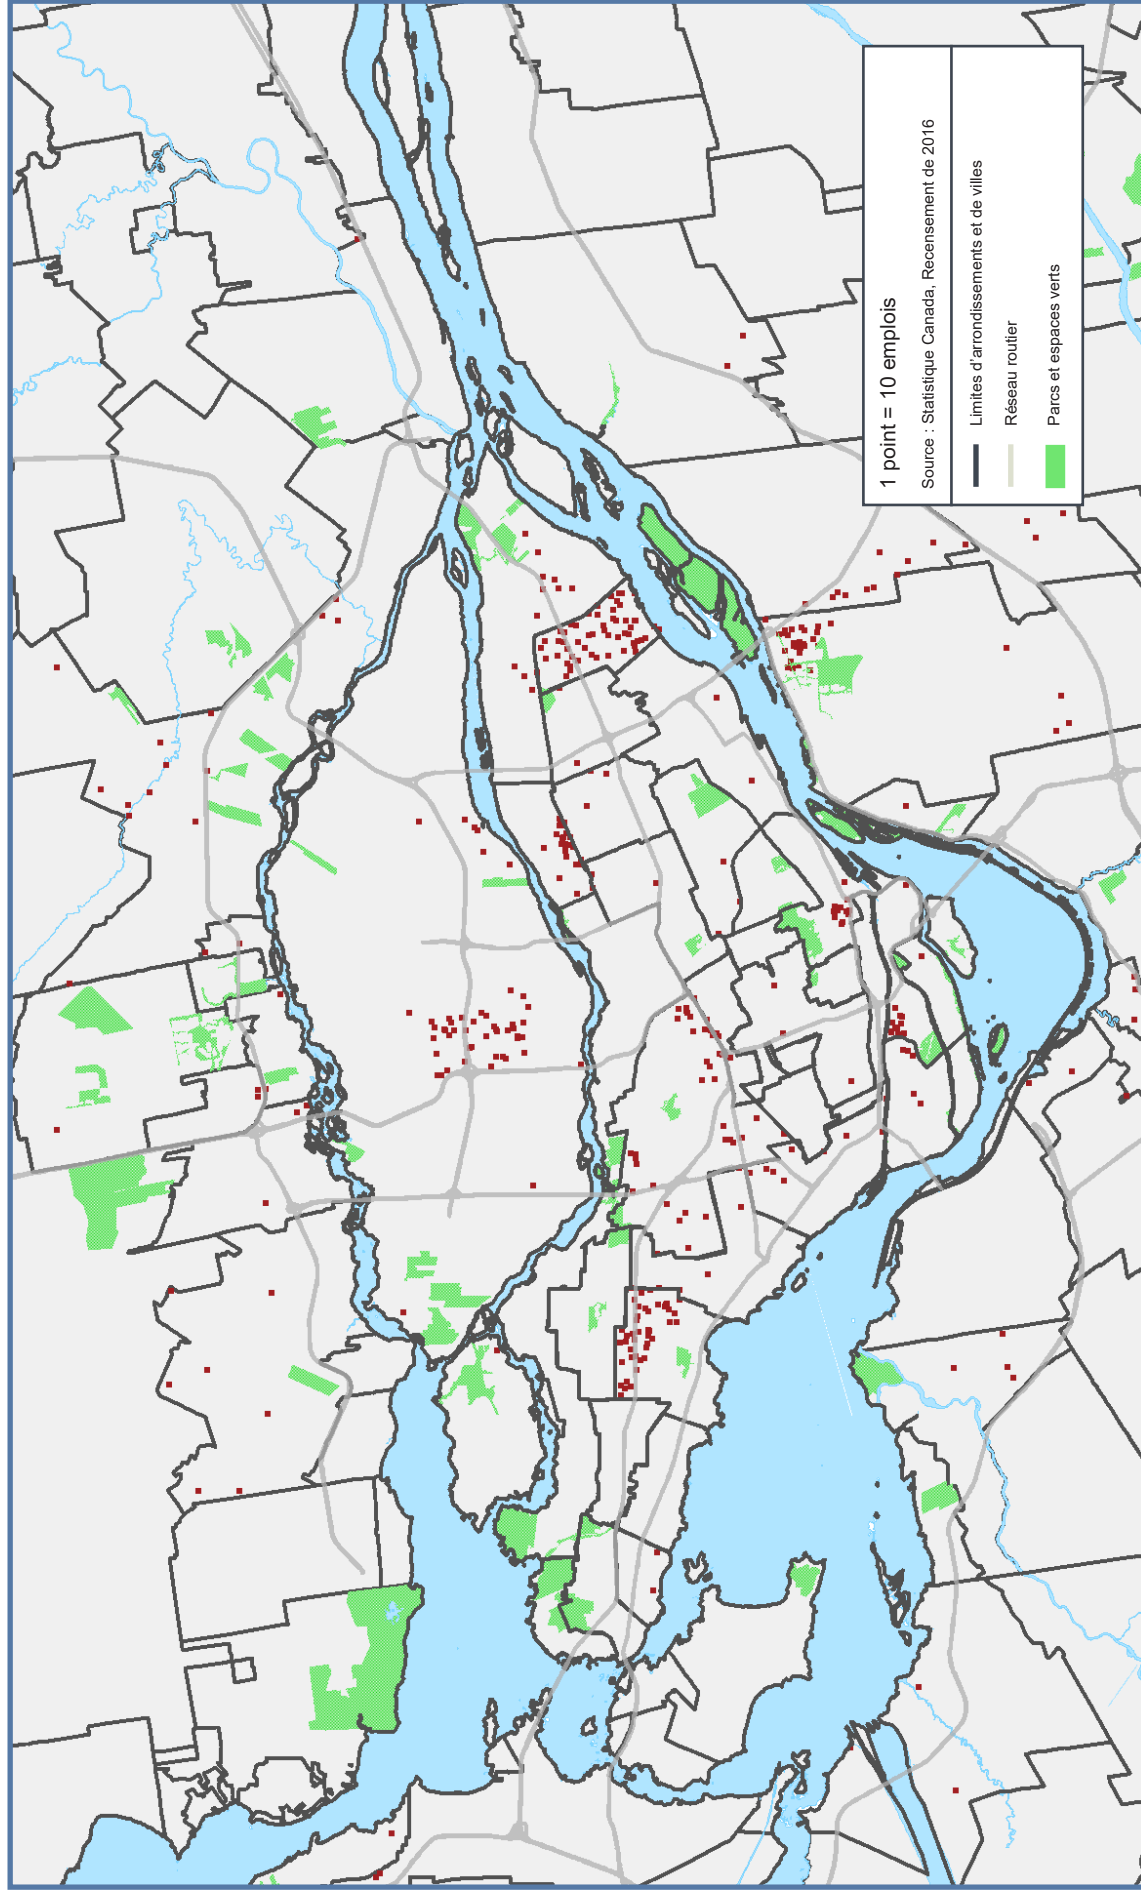 1 point = 10 emplois
Source : Statistique Canada, Recensement de 2016
Limites d'arrondissements et de villes
Réseau routier
Parcs et espaces verts